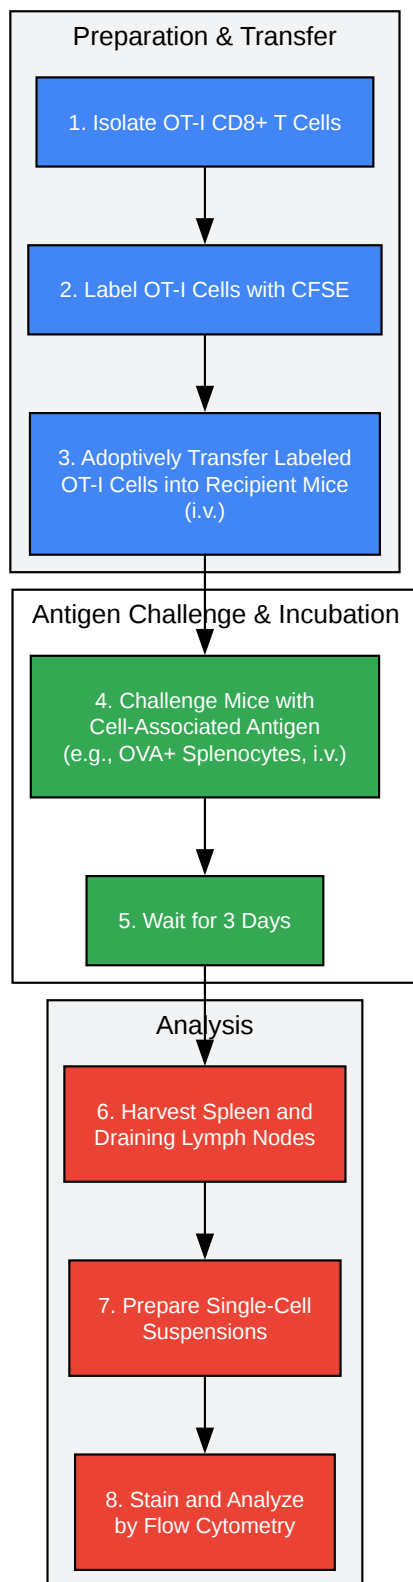 Preparation & Transfer
1. Isolate OT-I CD8+ T Cells
2. Label OT-I Cells with CFSE
3. Adoptively Transfer Labeled
OT-I Cells into Recipient Mice
(i.v.)
Antigen Challenge & Incubation
4. Challenge Mice with
Cell-Associated Antigen
(e.g., OVA+ Splenocytes, i.v.)
5. Wait for 3 Days
Analysis
6. Harvest Spleen and
Draining Lymph Nodes
7. Prepare Single-Cell
Suspensions
8. Stain and Analyze
by Flow Cytometry